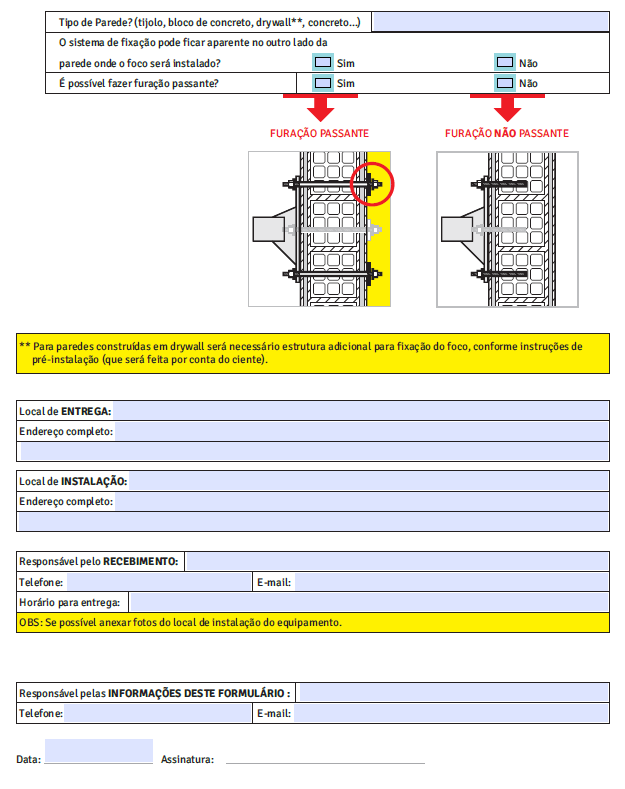 Tipo de Parede? (tijolo, bloco de concreto, drywall**, concreto...)
O sistema de fixação pode ficar aparente no outro lado da
parede onde o foco será instalado? Sim Não
É possível fazer furação passante? Sim Não
FURAÇÃO PASSANTE FURAÇÃO NÃO PASSANTE
** Para paredes construídas em drywall será necessário estrutura adicional para fixação do foco, conforme instruções de
pré-instalação (que será feita por conta do ciente).
Local de ENTREGA:
Endereço completo:
Local de INSTALAÇÃO:
Endereço completo:
Responsável pelo RECEBIMENTO:
Telefone: E-mail:
Horário para entrega:
OBS: Se possível anexar fotos do local de instalação do equipamento.
Responsável pelas INFORMAÇÕES DESTE FORMULÁRIO :
Telefone: E-mail:
Data: Assinatura: